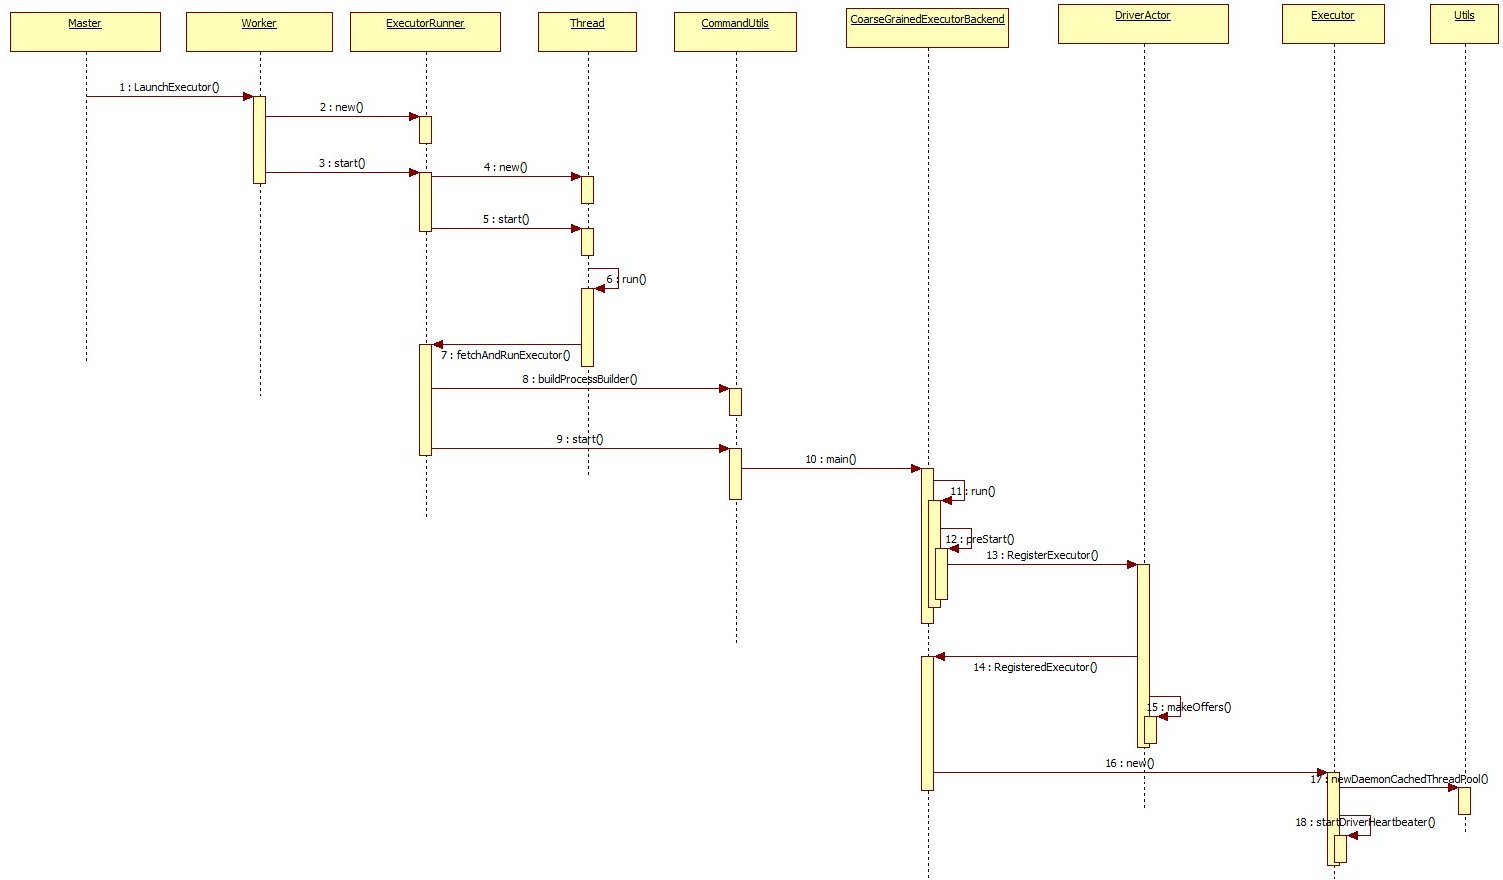 Master
Worker
ExecutorRunner
Thread
CommandUtils
CoarseGrainedExecutorBackend
DriverActor
Executor
Utils
1 : LaunchExecutor()
2 : new()
3 : start()
4 : new()
5 : start()
6 : run()
7 : fetchAndRunExecutor()
8 : buildProcessBuilder()
9 : start()
10 : main()
11 : run()
12 : preStart()
13 : RegisterExecutor()
14 : RegisteredExecutor()
15 : makeOffers()
16 : new()
17 : newDaemonCachedThreadPool()
18 : startDriverHeartbeater()